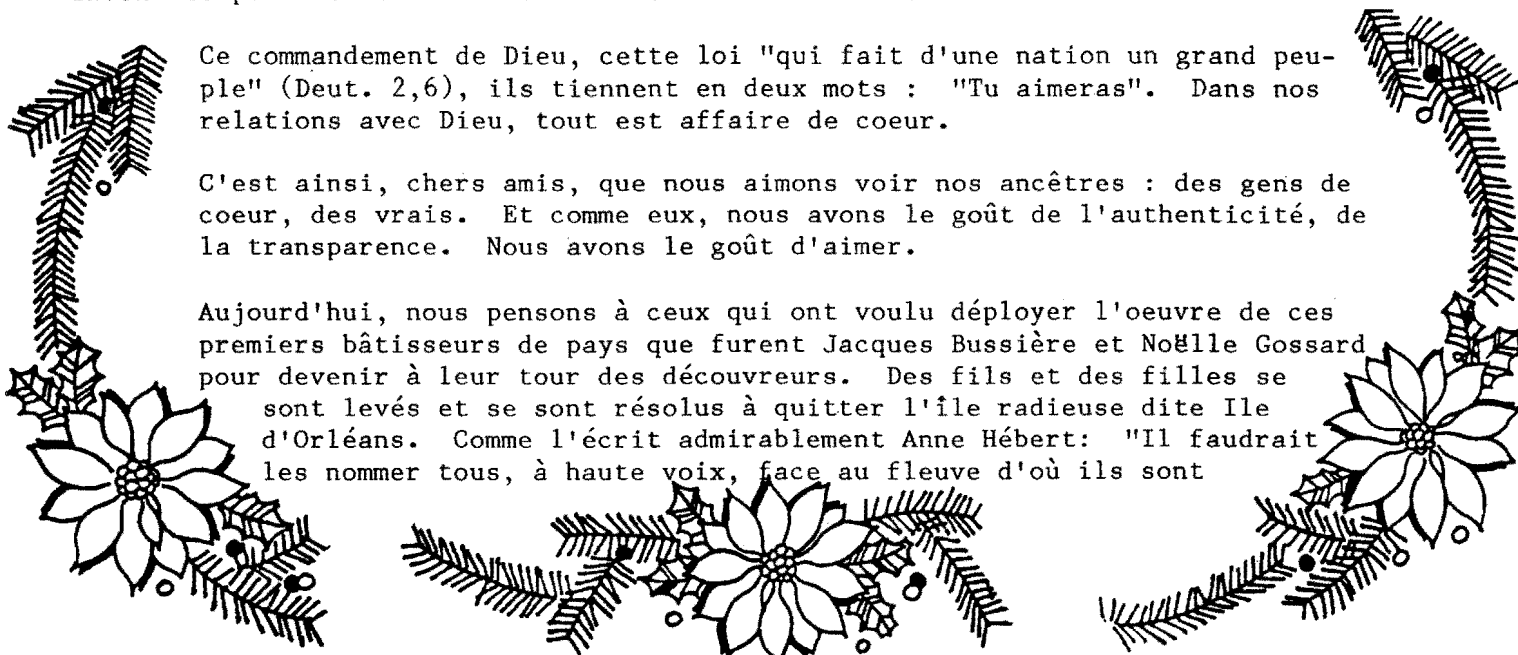 Ce commandement de Dieu, cette loi "qui fait d'une nation un grand peu-
ple" (Deut. 2,6), ils tiennent en deux mots : "Tu aimeras". Dans nos
relations avec Dieu, tout est affaire de coeur.
C'est ainsi, chers amis, que nous aimons voir nos ancêtres : des gens de
coeur, des vrais. Et comme eux, nous avons le goût de l'authenticité, de
la transparence. Nous avons le goût d'aimer.
Aujourd'hui, nous pensons à ceux qui ont voulu déployer l'oeuvre de ces
premiers bâtisseurs de pays que furent Jacques Bussière et Noëlle Gossard
pour devenir à leur tour des découvreurs. Des fils et des filles se
sont levés et se sont résolus à quitter l'île radieuse dite Ile
d'Orléans. Comme l'écrit admirablement Anne Hébert: "Il faudrait
les nommer tous, à haute voix, face au fleuve d'où ils sont